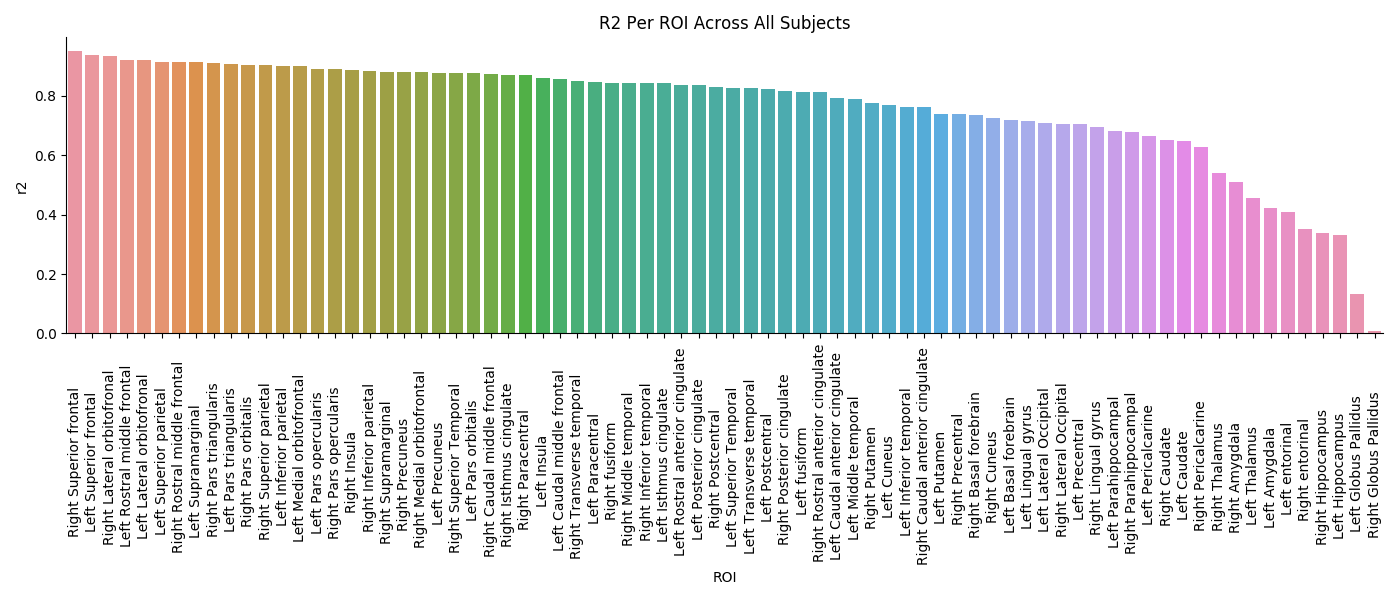 R2 Per ROI Across All Subjects
r2
0.8
0.6
0.4
0.2
0.0
Right Superior frontal
Left Superior frontal
Right Lateral orbitofronal
Left Rostral middle frontal
Left Lateral orbitofronal
Left Superior parietal
Right Rostral middle frontal
Left Supramarginal
Right Pars triangularis
Left Pars triangularis
Right Pars orbitalis
Right Superior parietal
Left Inferior parietal
Left Medial orbitofrontal
Left Pars opercularis
Right Pars opercularis
Right Insula
Right Inferior parietal
Right Supramarginal
Right Precuneus
Right Medial orbitofrontal
Left Precuneus
Right Superior Temporal
Left Pars orbitalis
Right Caudal middle frontal
Right Isthmus cingulate
Right Paracentral
Left Insula
Left Caudal middle frontal
Right Transverse temporal
Left Paracentral
Right fusiform
Right Middle temporal
Right Inferior temporal
Left Isthmus cingulate
Left Rostral anterior cingulate
Left Posterior cingulate
Right Postcentral
Left Superior Temporal
Left Transverse temporal
Left Postcentral
Right Posterior cingulate
Left fusiform
Right Rostral anterior cingulate
Left Caudal anterior cingulate
Left Middle temporal
Right Putamen
Left Cuneus
Left Inferior temporal
Right Caudal anterior cingulate
Left Putamen
Right Precentral
Right Basal forebrain
Right Cuneus
Left Basal forebrain
Left Lingual gyrus
Left Lateral Occipital
Right Lateral Occipital
Left Precentral
Right Lingual gyrus
Left Parahippocampal
Right Parahippocampal
Left Pericalcarine
Right Caudate
Left Caudate
Right Pericalcarine
Right Thalamus
Right Amygdala
Left Thalamus
Left Amygdala
Left entorinal
Right entorinal
Right Hippocampus
Left Hippocampus
Left Globus Pallidus
Right Globus Pallidus
ROI